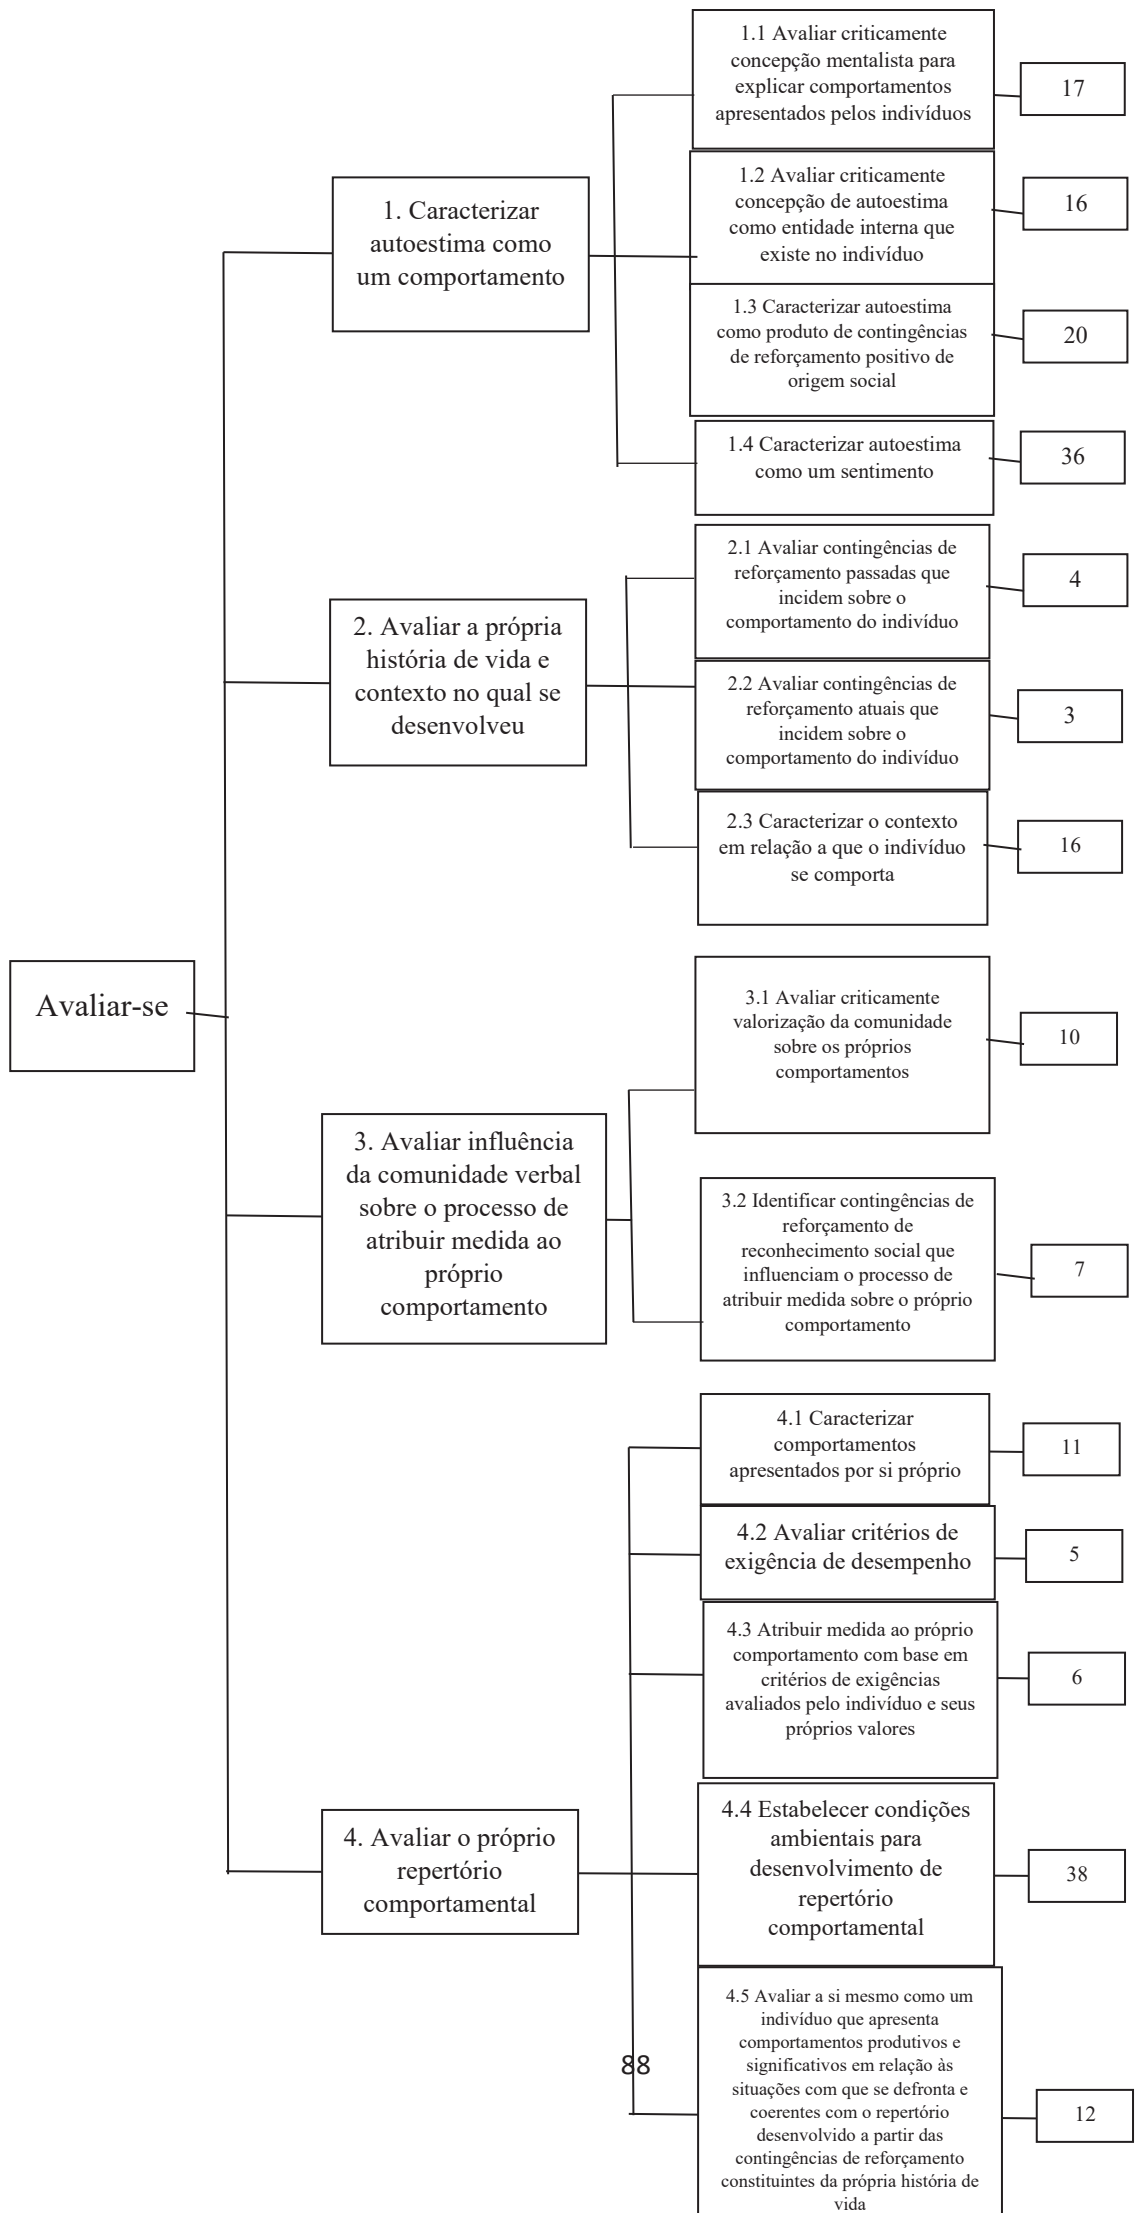 1.1 Avaliar criticamente
concepção mentalista para
explicar comportamentos
apresentados pelos indivíduos
17
1.2 Avaliar criticamente
concepção de autoestima
como entidade interna que
existe no indivíduo
16
1. Caracterizar
autoestima como
um comportamento
1.3 Caracterizar autoestima
como produto de contingências
de reforçamento positivo de
origem social
20
1.4 Caracterizar autoestima
como um sentimento
36
2.1 Avaliar contingências de
reforçamento passadas que
incidem sobre o
comportamento do indivíduo
4
2. Avaliar a própria
história de vida e
contexto no qual se
desenvolveu
2.2 Avaliar contingências de
reforçamento atuais que
incidem sobre o
comportamento do indivíduo
3
2.3 Caracterizar o contexto
em relação a que o indivíduo
se comporta
16
Avaliar-se
3.1 Avaliar criticamente
valorização da comunidade
sobre os próprios
comportamentos
10
3. Avaliar influência
da comunidade verbal
sobre o processo de
atribuir medida ao
próprio
comportamento
3.2 Identificar contingências de
reforçamento de
reconhecimento social que
influenciam o processo de
atribuir medida sobre o próprio
comportamento
7
4.1 Caracterizar
comportamentos
apresentados por si próprio
11
4.2 Avaliar critérios de
exigência de desempenho
5
4.3 Atribuir medida ao próprio
comportamento com base em
critérios de exigências
avaliados pelo indivíduo e seus
próprios valores
6
4. Avaliar o próprio
repertório
comportamental
4.4 Estabelecer condições
ambientais para
desenvolvimento de
repertório
comportamental
38
4.5 Avaliar a si mesmo como um
indivíduo que apresenta
comportamentos produtivos e
significativos em relação às
situações com que se defronta e
coerentes com o repertório
desenvolvido a partir das
contingências de reforçamento
constituintes da própria história de
vida
12
88